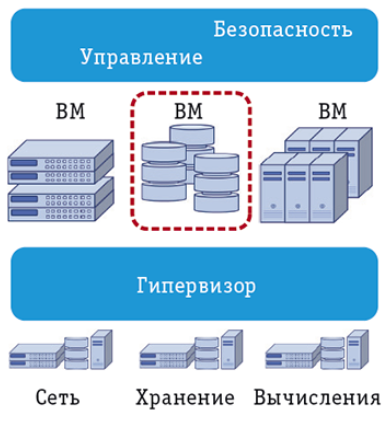 Безопасность
Управление
ВМ ВМ ВМ
Гипервизор
Сеть Хранение Вычисления